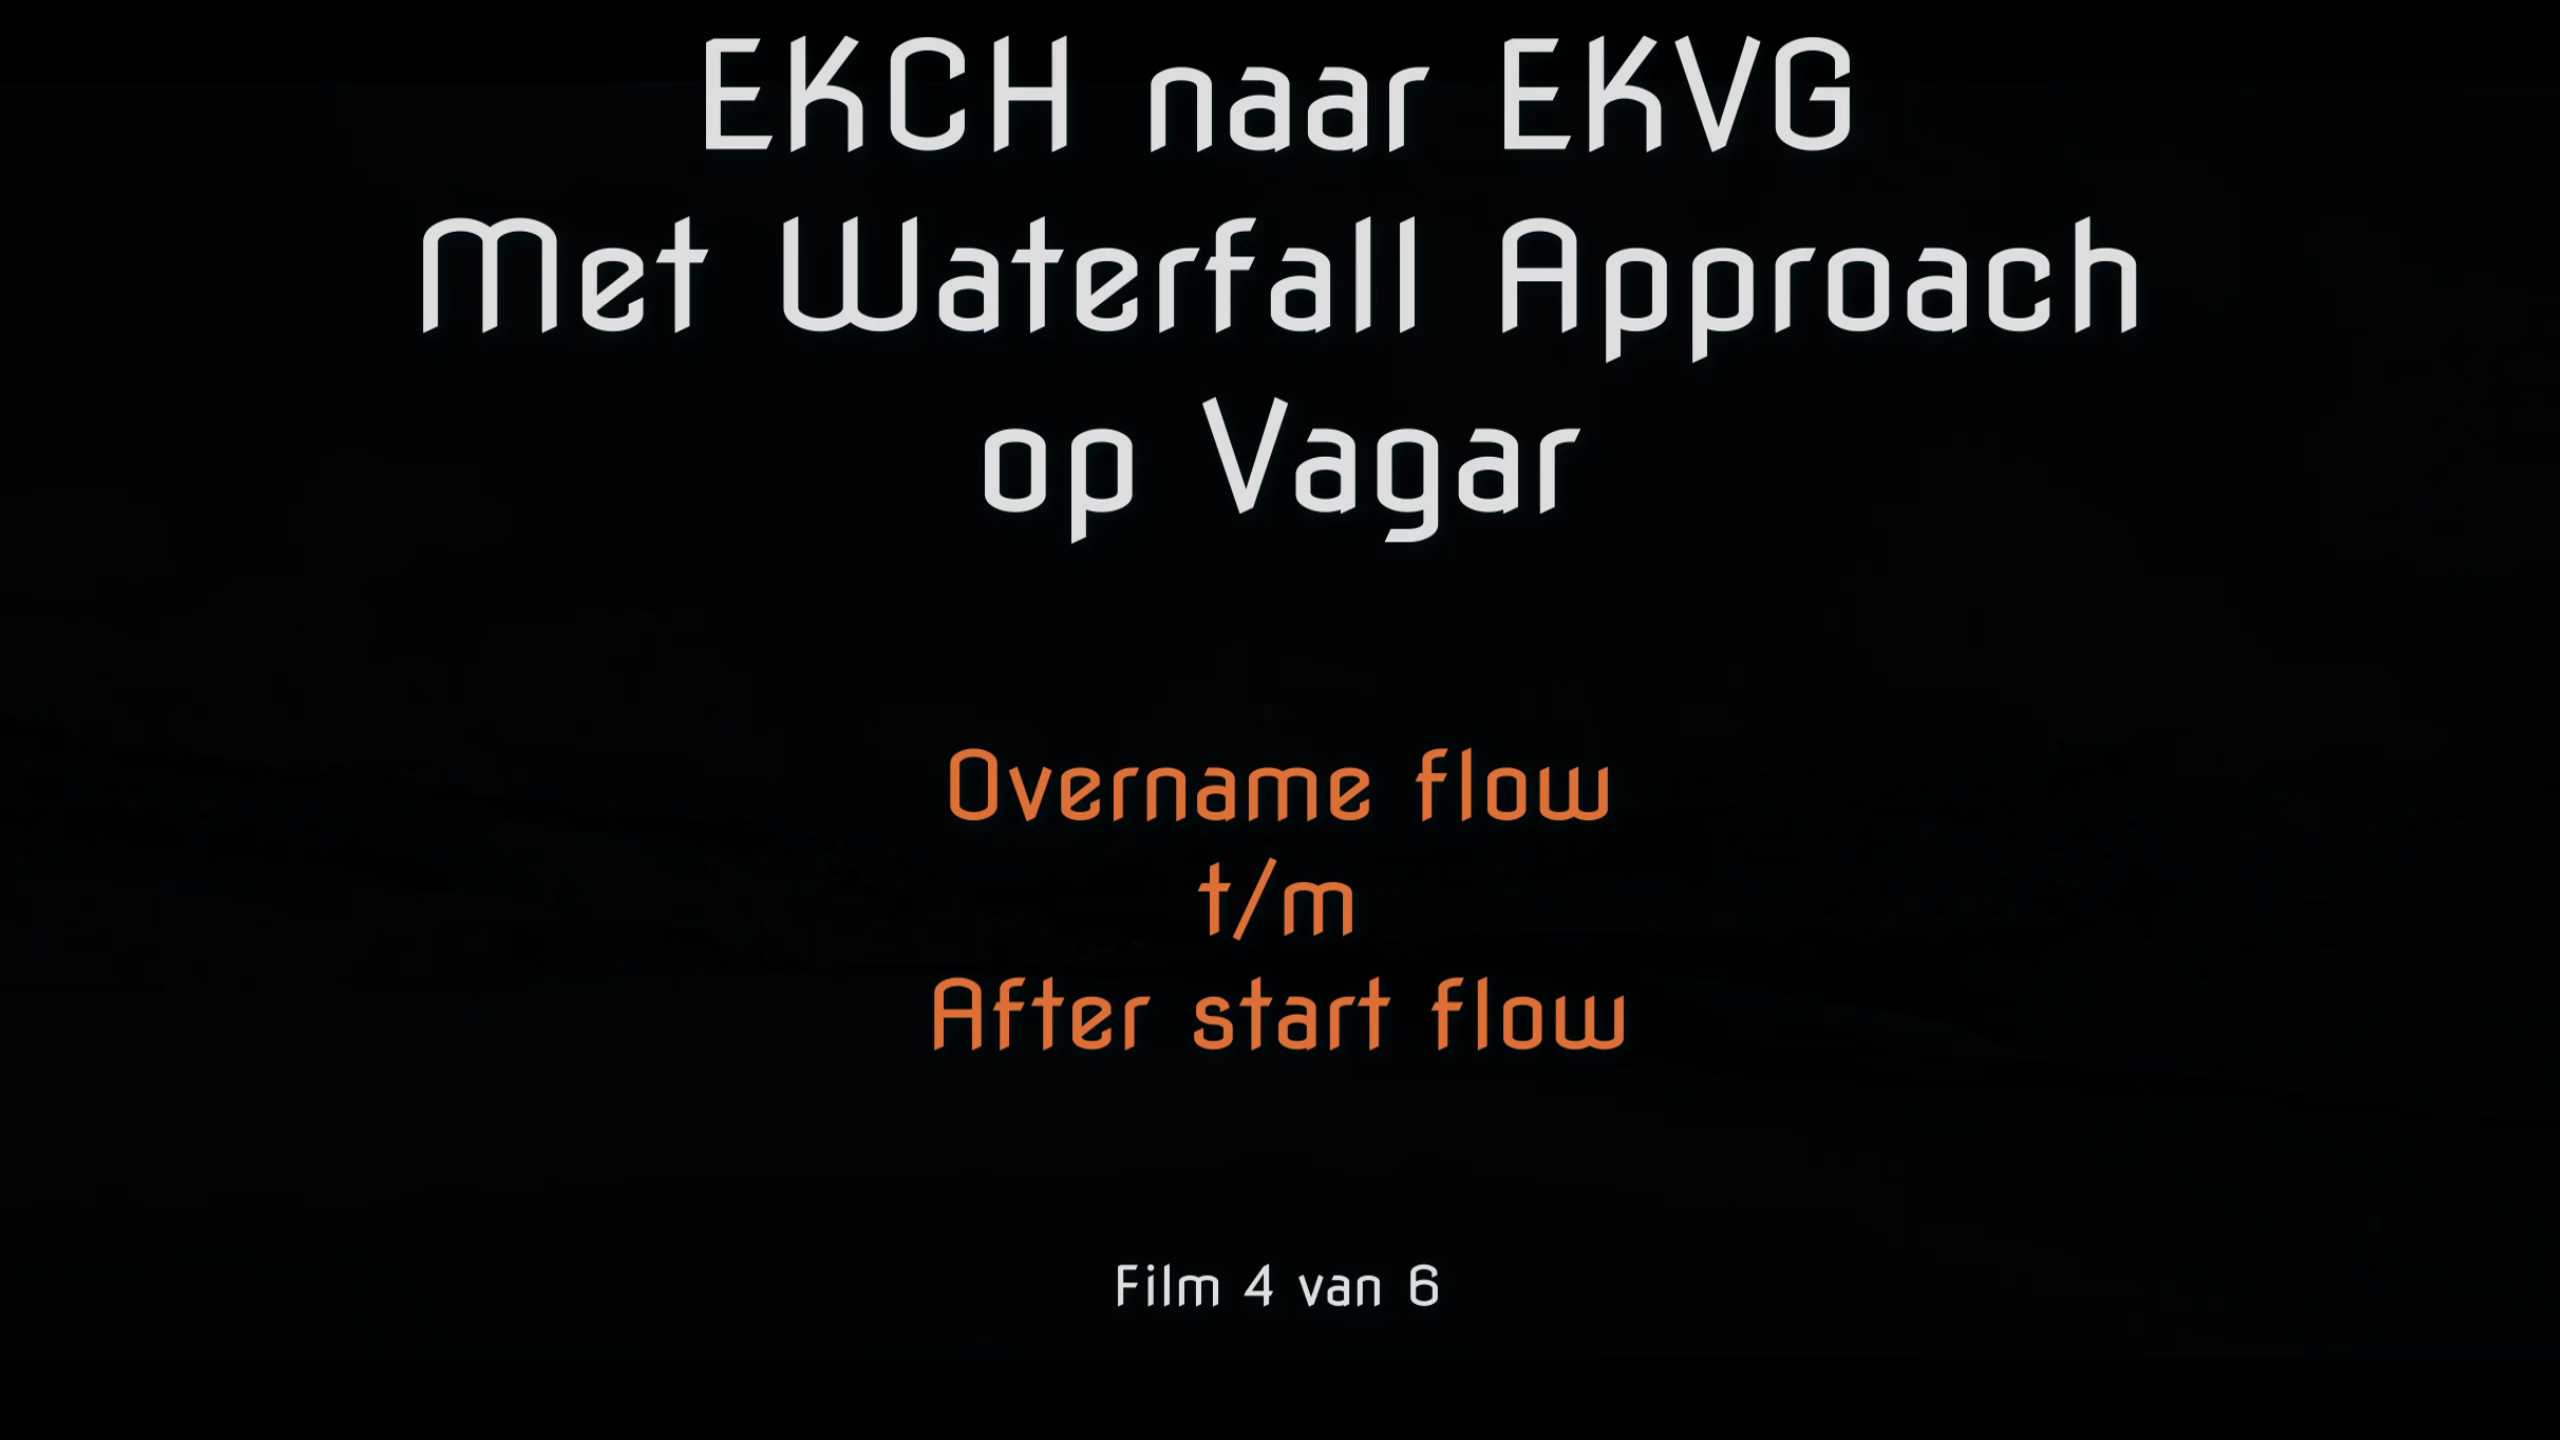 EKCH naar EKVG
Met Waterfall Approach
op Vagar
Overname flow
t/m
After start flow
Film 4 van 6